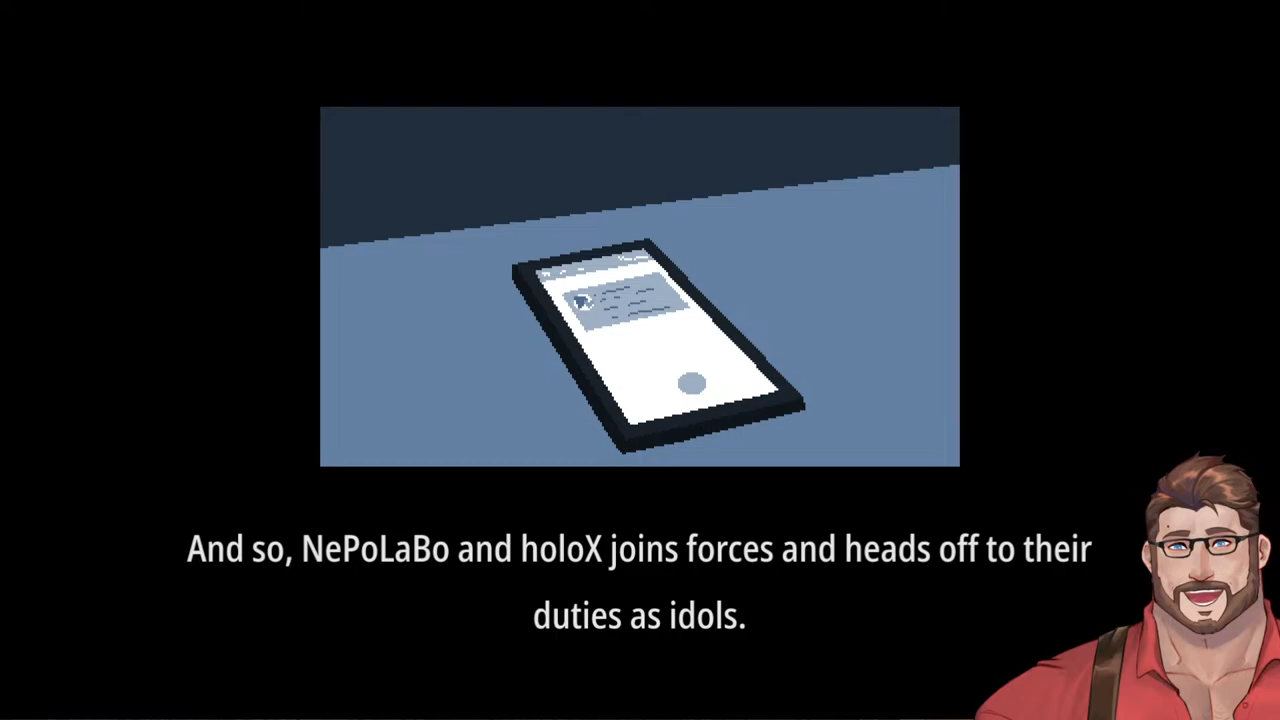 And so, NePoLaBo and holoX joins forces and heads off to their
duties as idols.